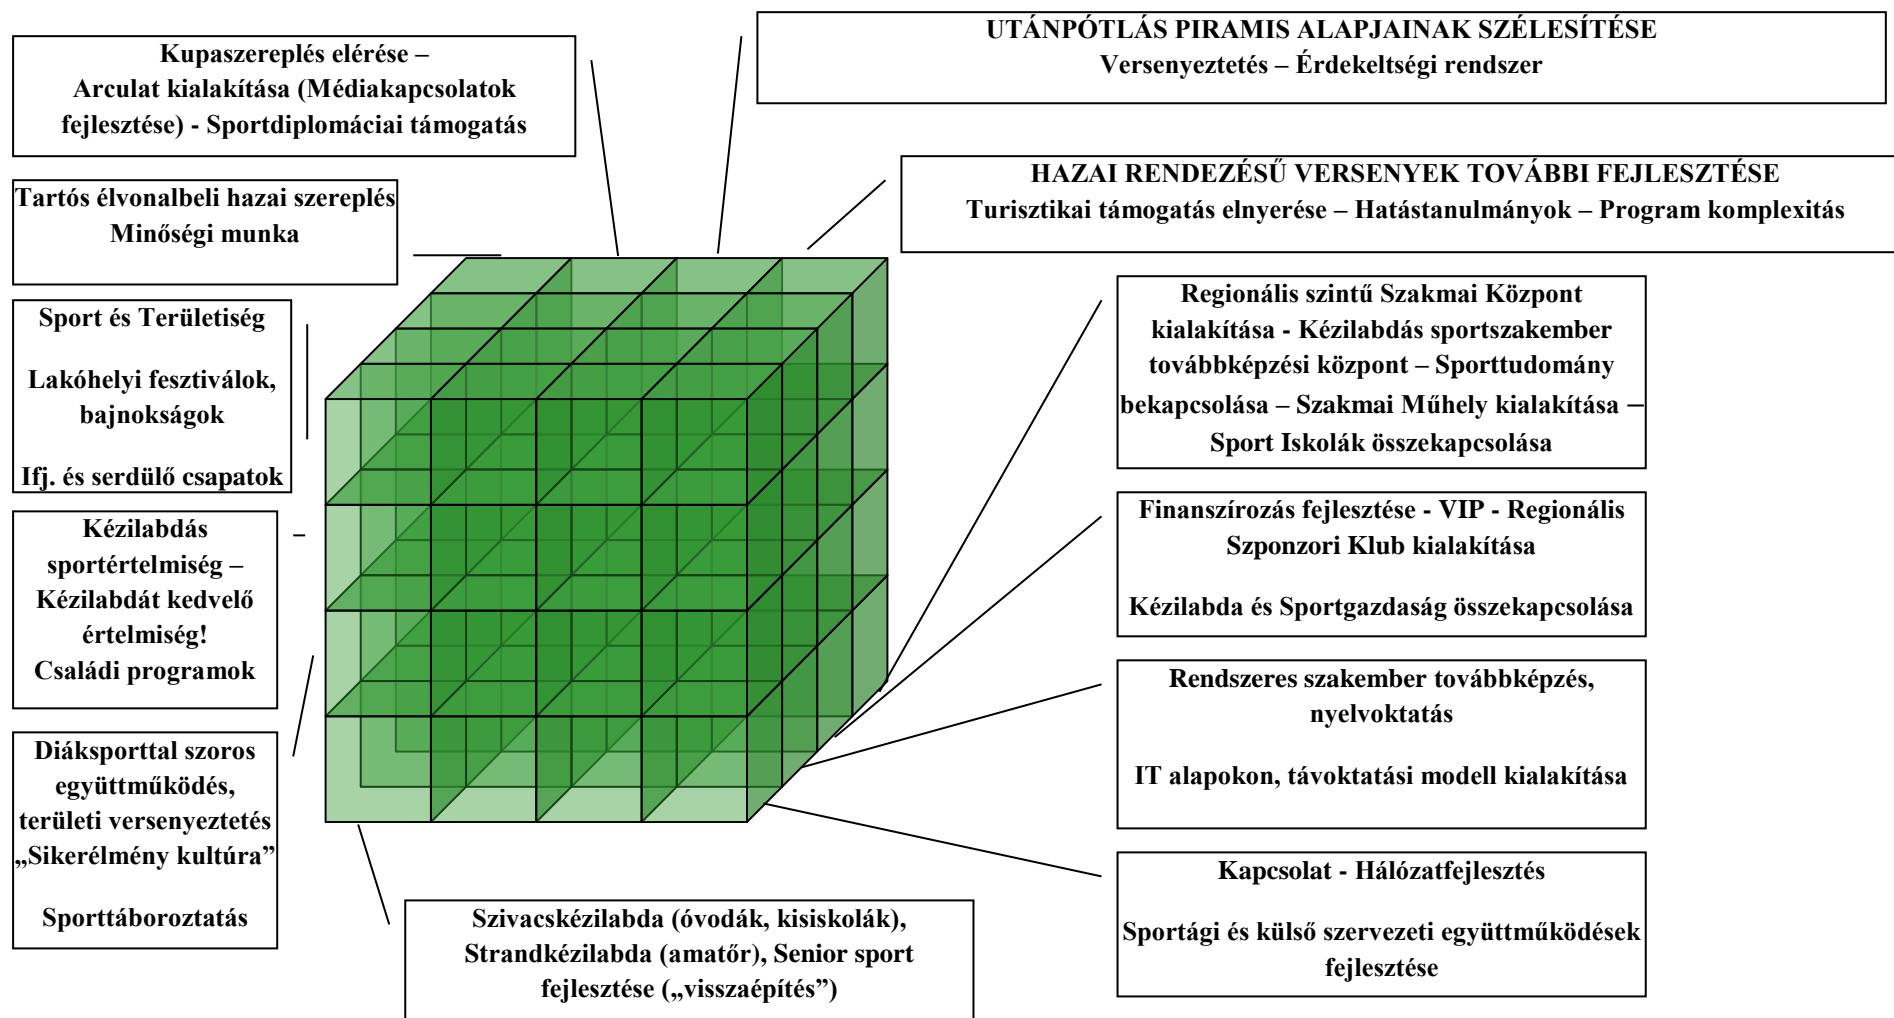 Kupaszereplés elérése –
Arculat kialakítása (Médiakapcsolatok
fejlesztése) - Sportdiplomáciai támogatás
UTÁNPÓTLÁS PIRAMIS ALAPJAINAK SZÉLESÍTÉSE
Versenyeztetés – Érdekeltségi rendszer
HAZAI RENDEZÉSŰ VERSENYEK TOVÁBBI FEJLESZTÉSE
Turisztikai támogatás elnyerése – Hatástanulmányok – Program komplexitás
Tartós élvonalbeli hazai szereplés
Minőségi munka
Sport és Területiség
Lakóhelyi fesztiválok,
bajnokságok
Ifj. és serdülő csapatok
Kézilabdás
sportértelmiség –
Kézilabdát kedvelő
értelmiség!
Családi programok
Diáksporttal szoros
együttműködés,
területi versenyeztetés
„Sikerélmény kultúra”
Sporttáboroztatás
Szivacskézilabda (óvodák, kisiskolák),
Strandkézilabda (amatőr), Senior sport
fejlesztése („visszaépítés”)
Regionális szintű Szakmai Központ
kialakítása - Kézilabdás sportszakember
továbbképzési központ – Sporttudomány
bekapcsolása – Szakmai Műhely kialakítása –
Sport Iskolák összekapcsolása
Finanszírozás fejlesztése - VIP - Regionális
Szponzori Klub kialakítása
Kézilabda és Sportgazdaság összekapcsolása
Rendszeres szakember továbbképzés,
nyelvoktatás
IT alapokon, távoktatási modell kialakítása
Kapcsolat - Hálózatfejlesztés
Sportági és külső szervezeti együttműködések
fejlesztése